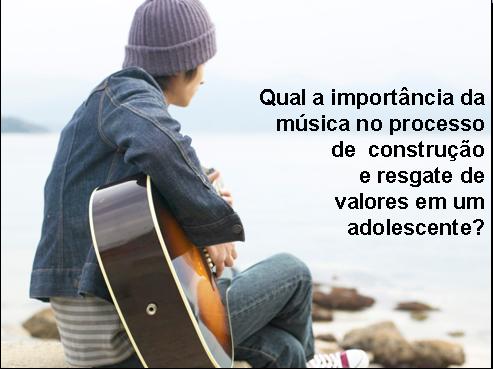 Qual a importância da
música no processo
de  construção
e resgate de
valores em um
adolescente?